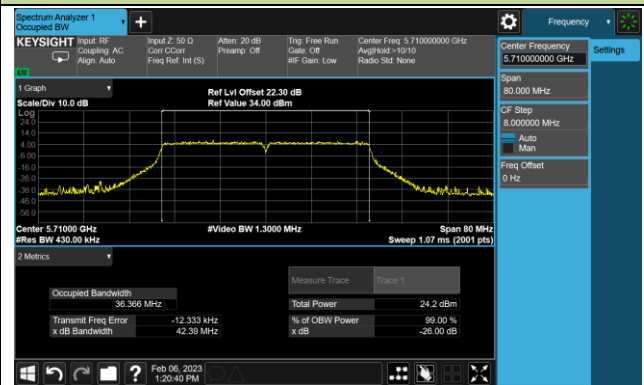 Spectrum Analyzer 1
Occupied BW
KEYSIGHT
Input: RF
Coupling: AC
Align: Auto
Input Z: 50 Ω
Corr CCorr
Freq Ref: Int (S)
Atten: 20 dB
Preamp: Off
Trig: Free Run
Gate: Off
#IF Gain: Low
Center Freq: 5.710000000 GHz
Avg|Hold:>10/10
Radio Std: None
1 Graph
Scale/Div 10.0 dB
Ref Lvl Offset 22.30 dB
Ref Value 34.00 dBm
Log
24.0
14.0
4.00
-6.00
-16.0
-26.0
-36.0
-46.0
-56.0
Center 5.71000 GHz
#Res BW 430.00 kHz
#Video BW 1.3000 MHz
Span 80 MHz
Sweep 1.07 ms (2001 pts)
2 Metrics
Measure Trace
Trace 1
Occupied Bandwidth
36.366 MHz
Total Power
24.2 dBm
Transmit Freq Error
-12.333 kHz
% of OBW Power
99.00 %
x dB Bandwidth
42.39 MHz
x dB
-26.00 dB
Feb 06, 2023
1:20:40 PM
Frequency
Settings
Center Frequency
5.710000000 GHz
Span
80.000 MHz
CF Step
8.000000 MHz
Auto
Man
Freq Offset
0 Hz